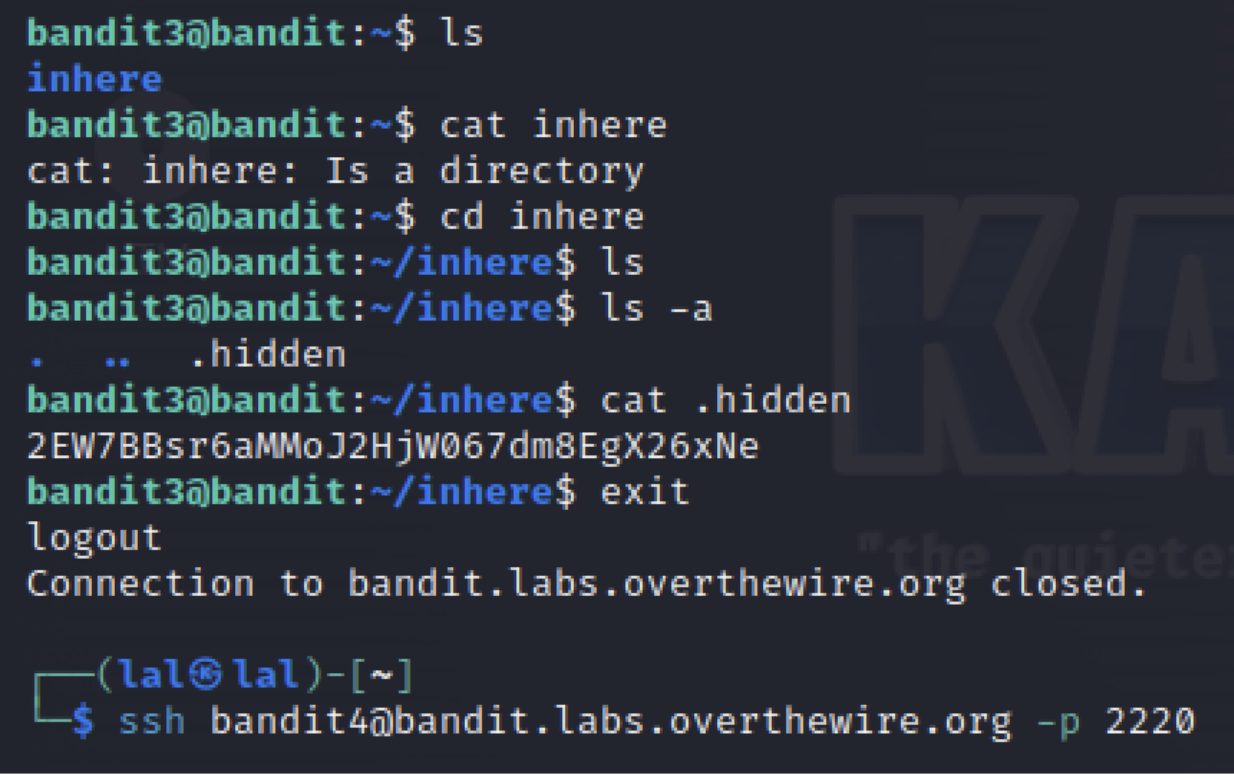 bandit3@bandit:~$ ls
inhere
bandit3@bandit:~$ cat inhere
cat: inhere: Is a directory
bandit3@bandit:~$ cd inhere
bandit3@bandit:~/inhere$ ls
bandit3@bandit:~/inhere$ ls -a
.  ..  .hidden
bandit3@bandit:~/inhere$ cat .hidden
2EW7BBsr6aMMoJ2HjW067dm8EgX26xNe
bandit3@bandit:~/inhere$ exit
logout
Connection to bandit.labs.overthewire.org closed.
┌──(lal㉿lal)-[~]
└─$ ssh bandit4@bandit.labs.overthewire.org -p 2220
KA
"the quieter